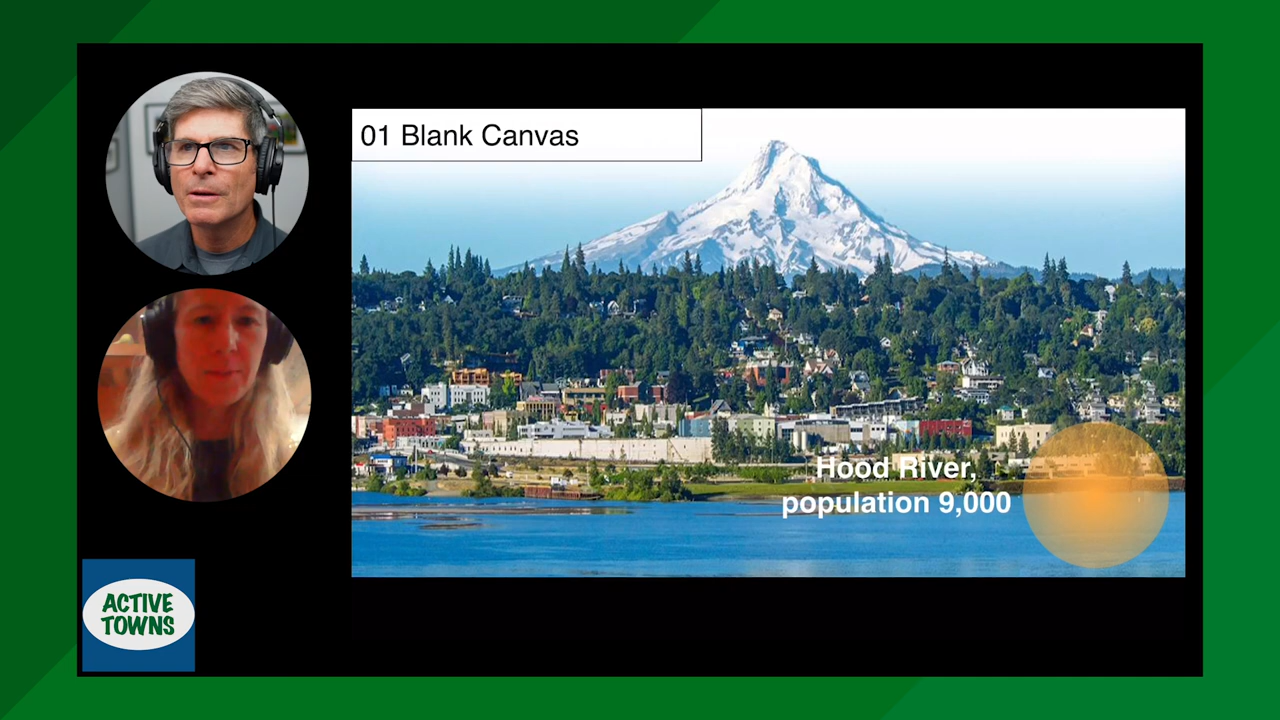 01 Blank Canvas
Hood River,
population 9,000
ACTIVE
TOWNS